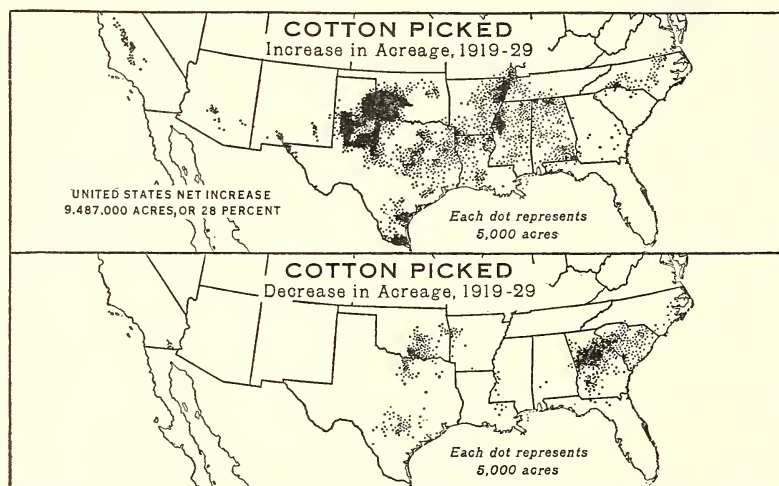 COTTON PICKED
Increase in Acreage, 1919-29
UNITED STATES NET INCREASE
9,487,000 ACRES, OR 28 PERCENT
Each dot represents
5,000 acres
COTTON PICKED
Decrease in Acreage, 1919-29
Each dot represents
5,000 acres